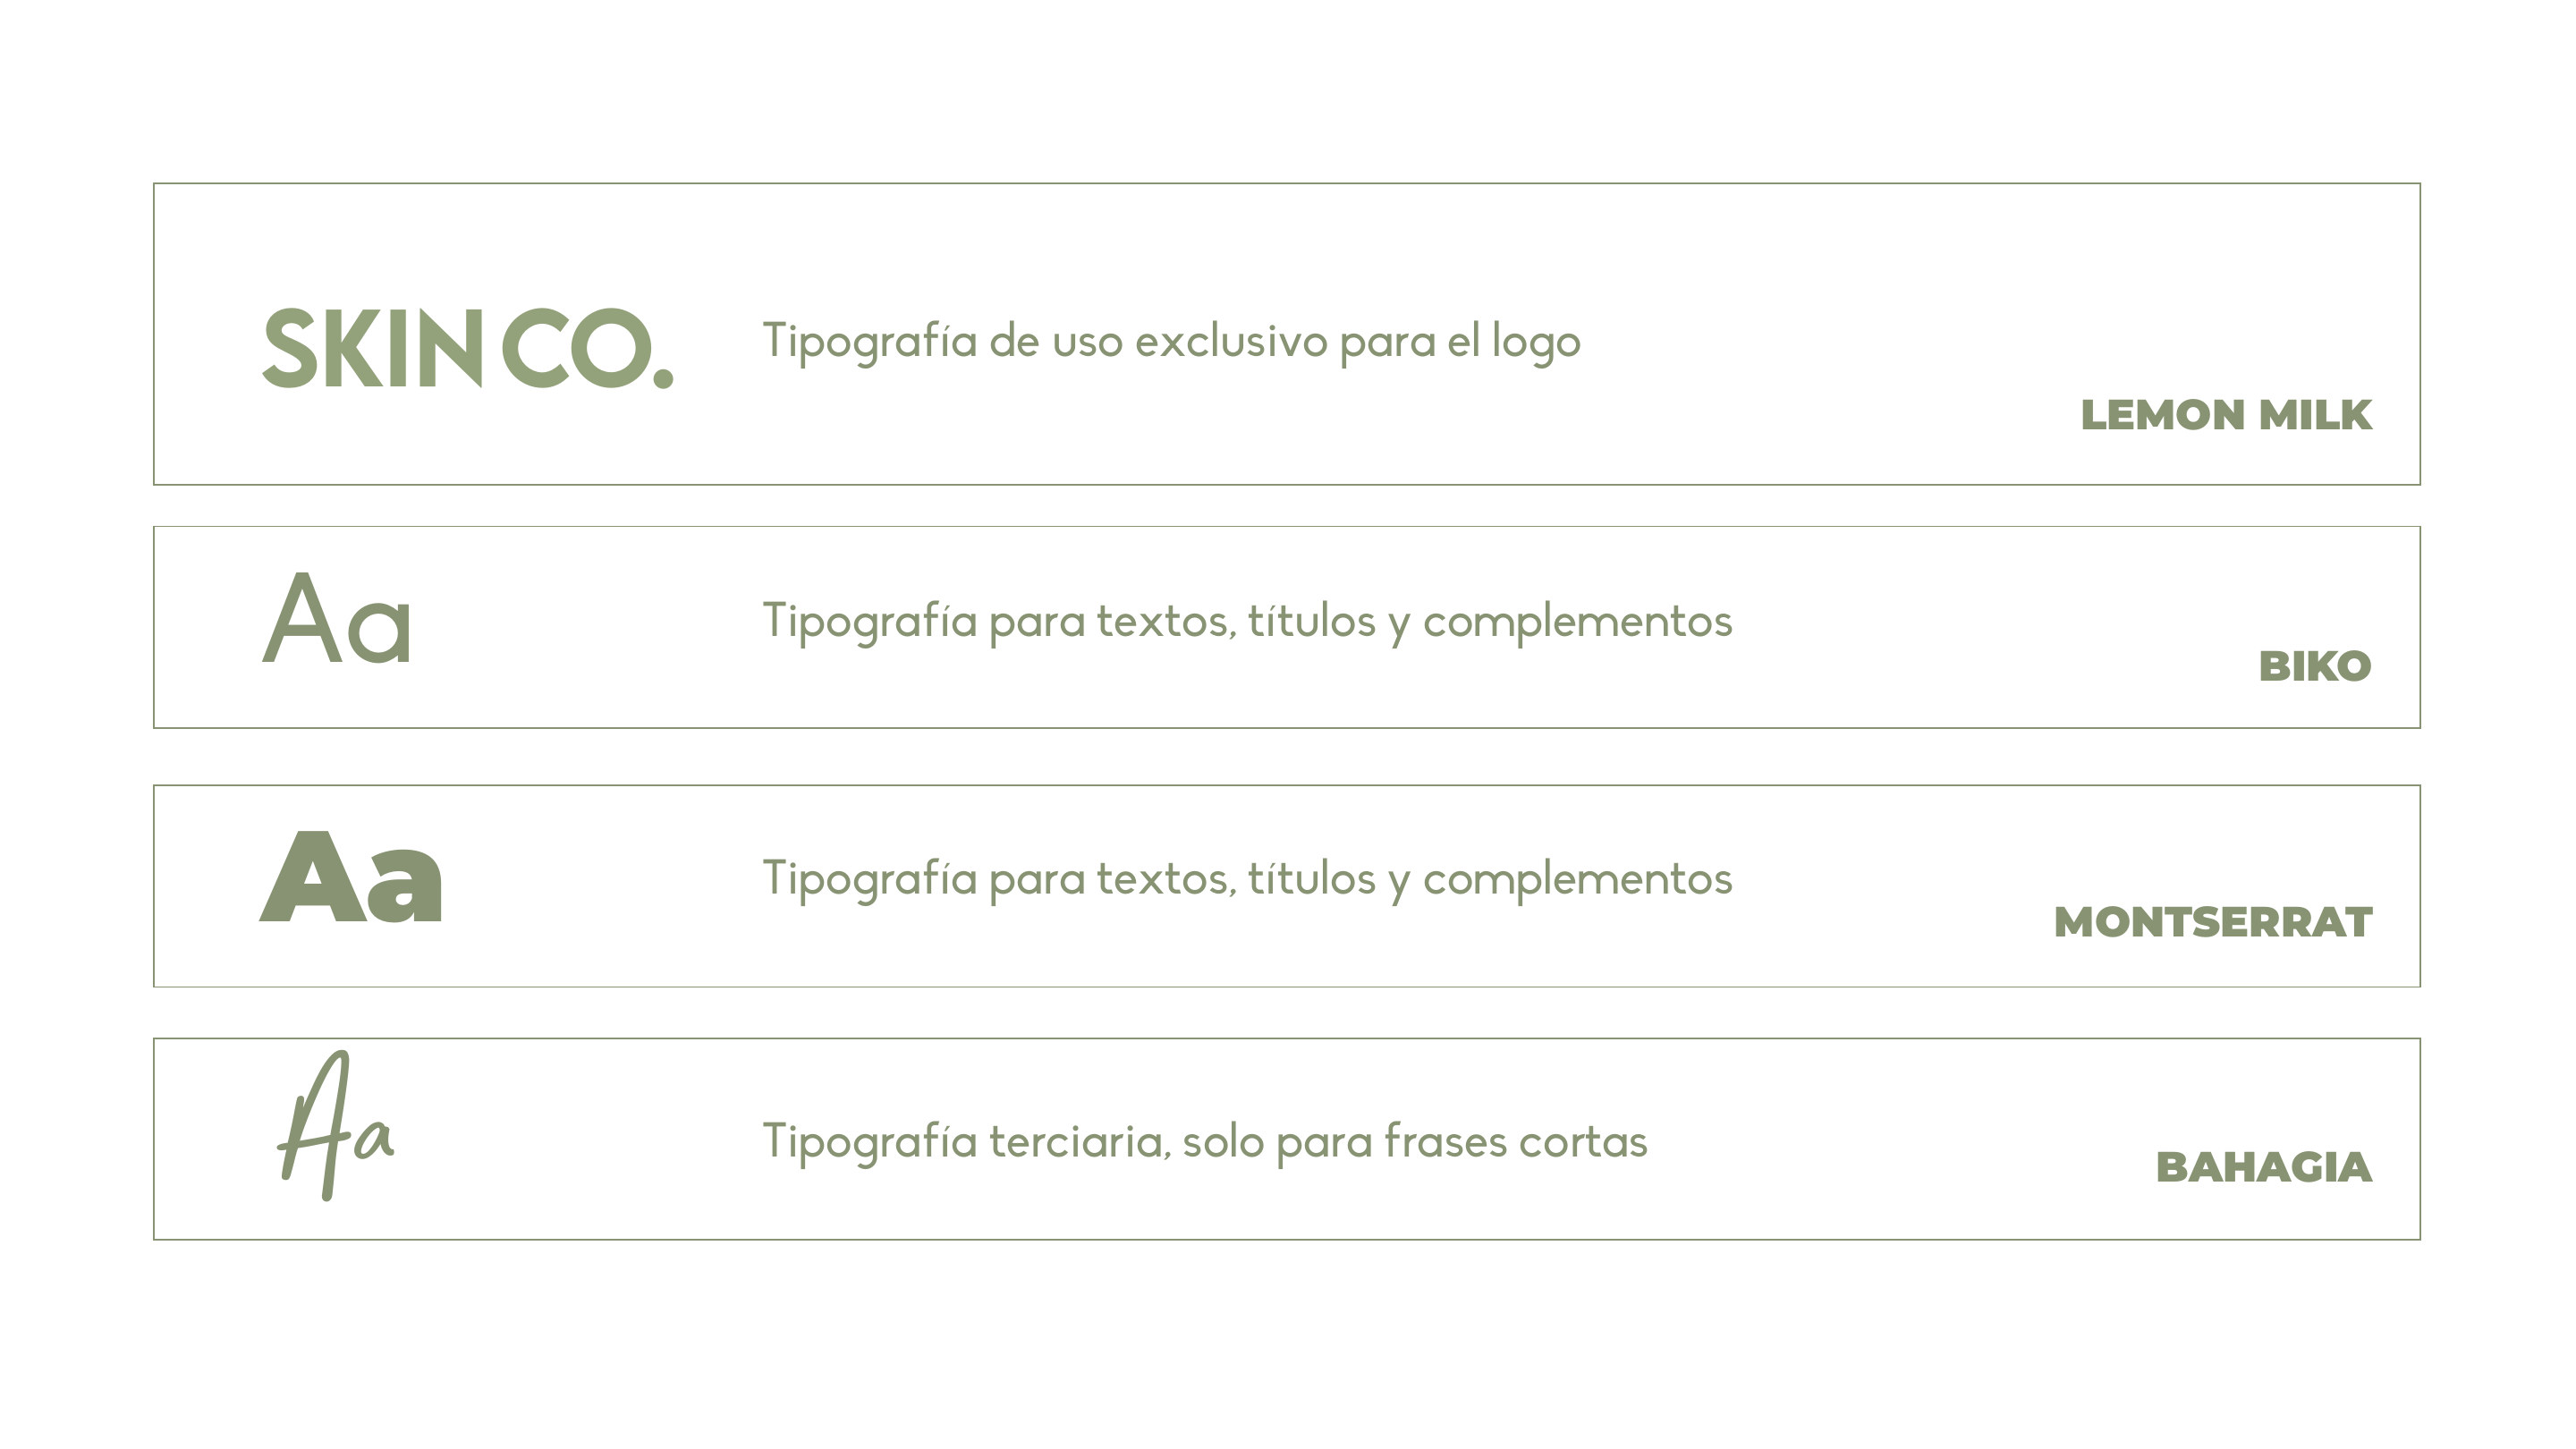 SKIN CO.
Tipografía de uso exclusivo para el logo
LEMON MILK
Aa
Tipografía para textos, títulos y complementos
BIKO
Aa
Tipografía para textos, títulos y complementos
MONTSERRAT
Aa
Tipografía terciaria, solo para frases cortas
BAHAGIA